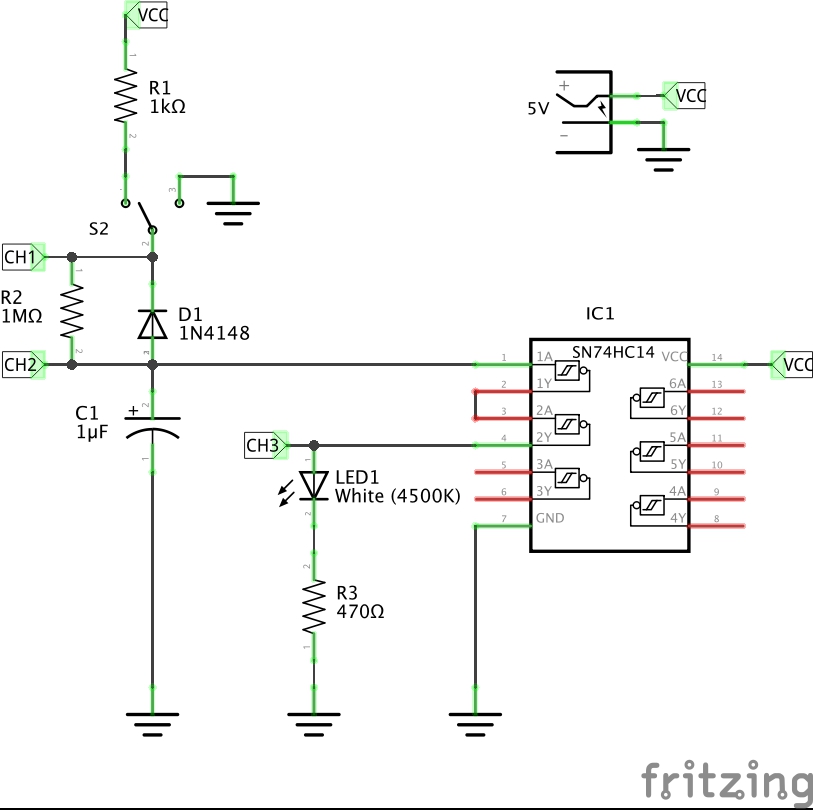 VCC
1
R1
1kΩ
2
5V
+
−
VCC
1
3
S2
2
CH1
1
R2
1MΩ
2
D1
1N4148
3
CH2
IC1
SN74HC14
1 1A
2 1Y
3 2A
4 2Y
5 3A
6 3Y
7 GND
VCC 14
6A 13
6Y 12
5A 11
5Y 10
4A 9
4Y 8
VCC
C1
1µF
+
2
1
CH3
1
LED1
White (4500K)
2
2
R3
470Ω
1
fritzing